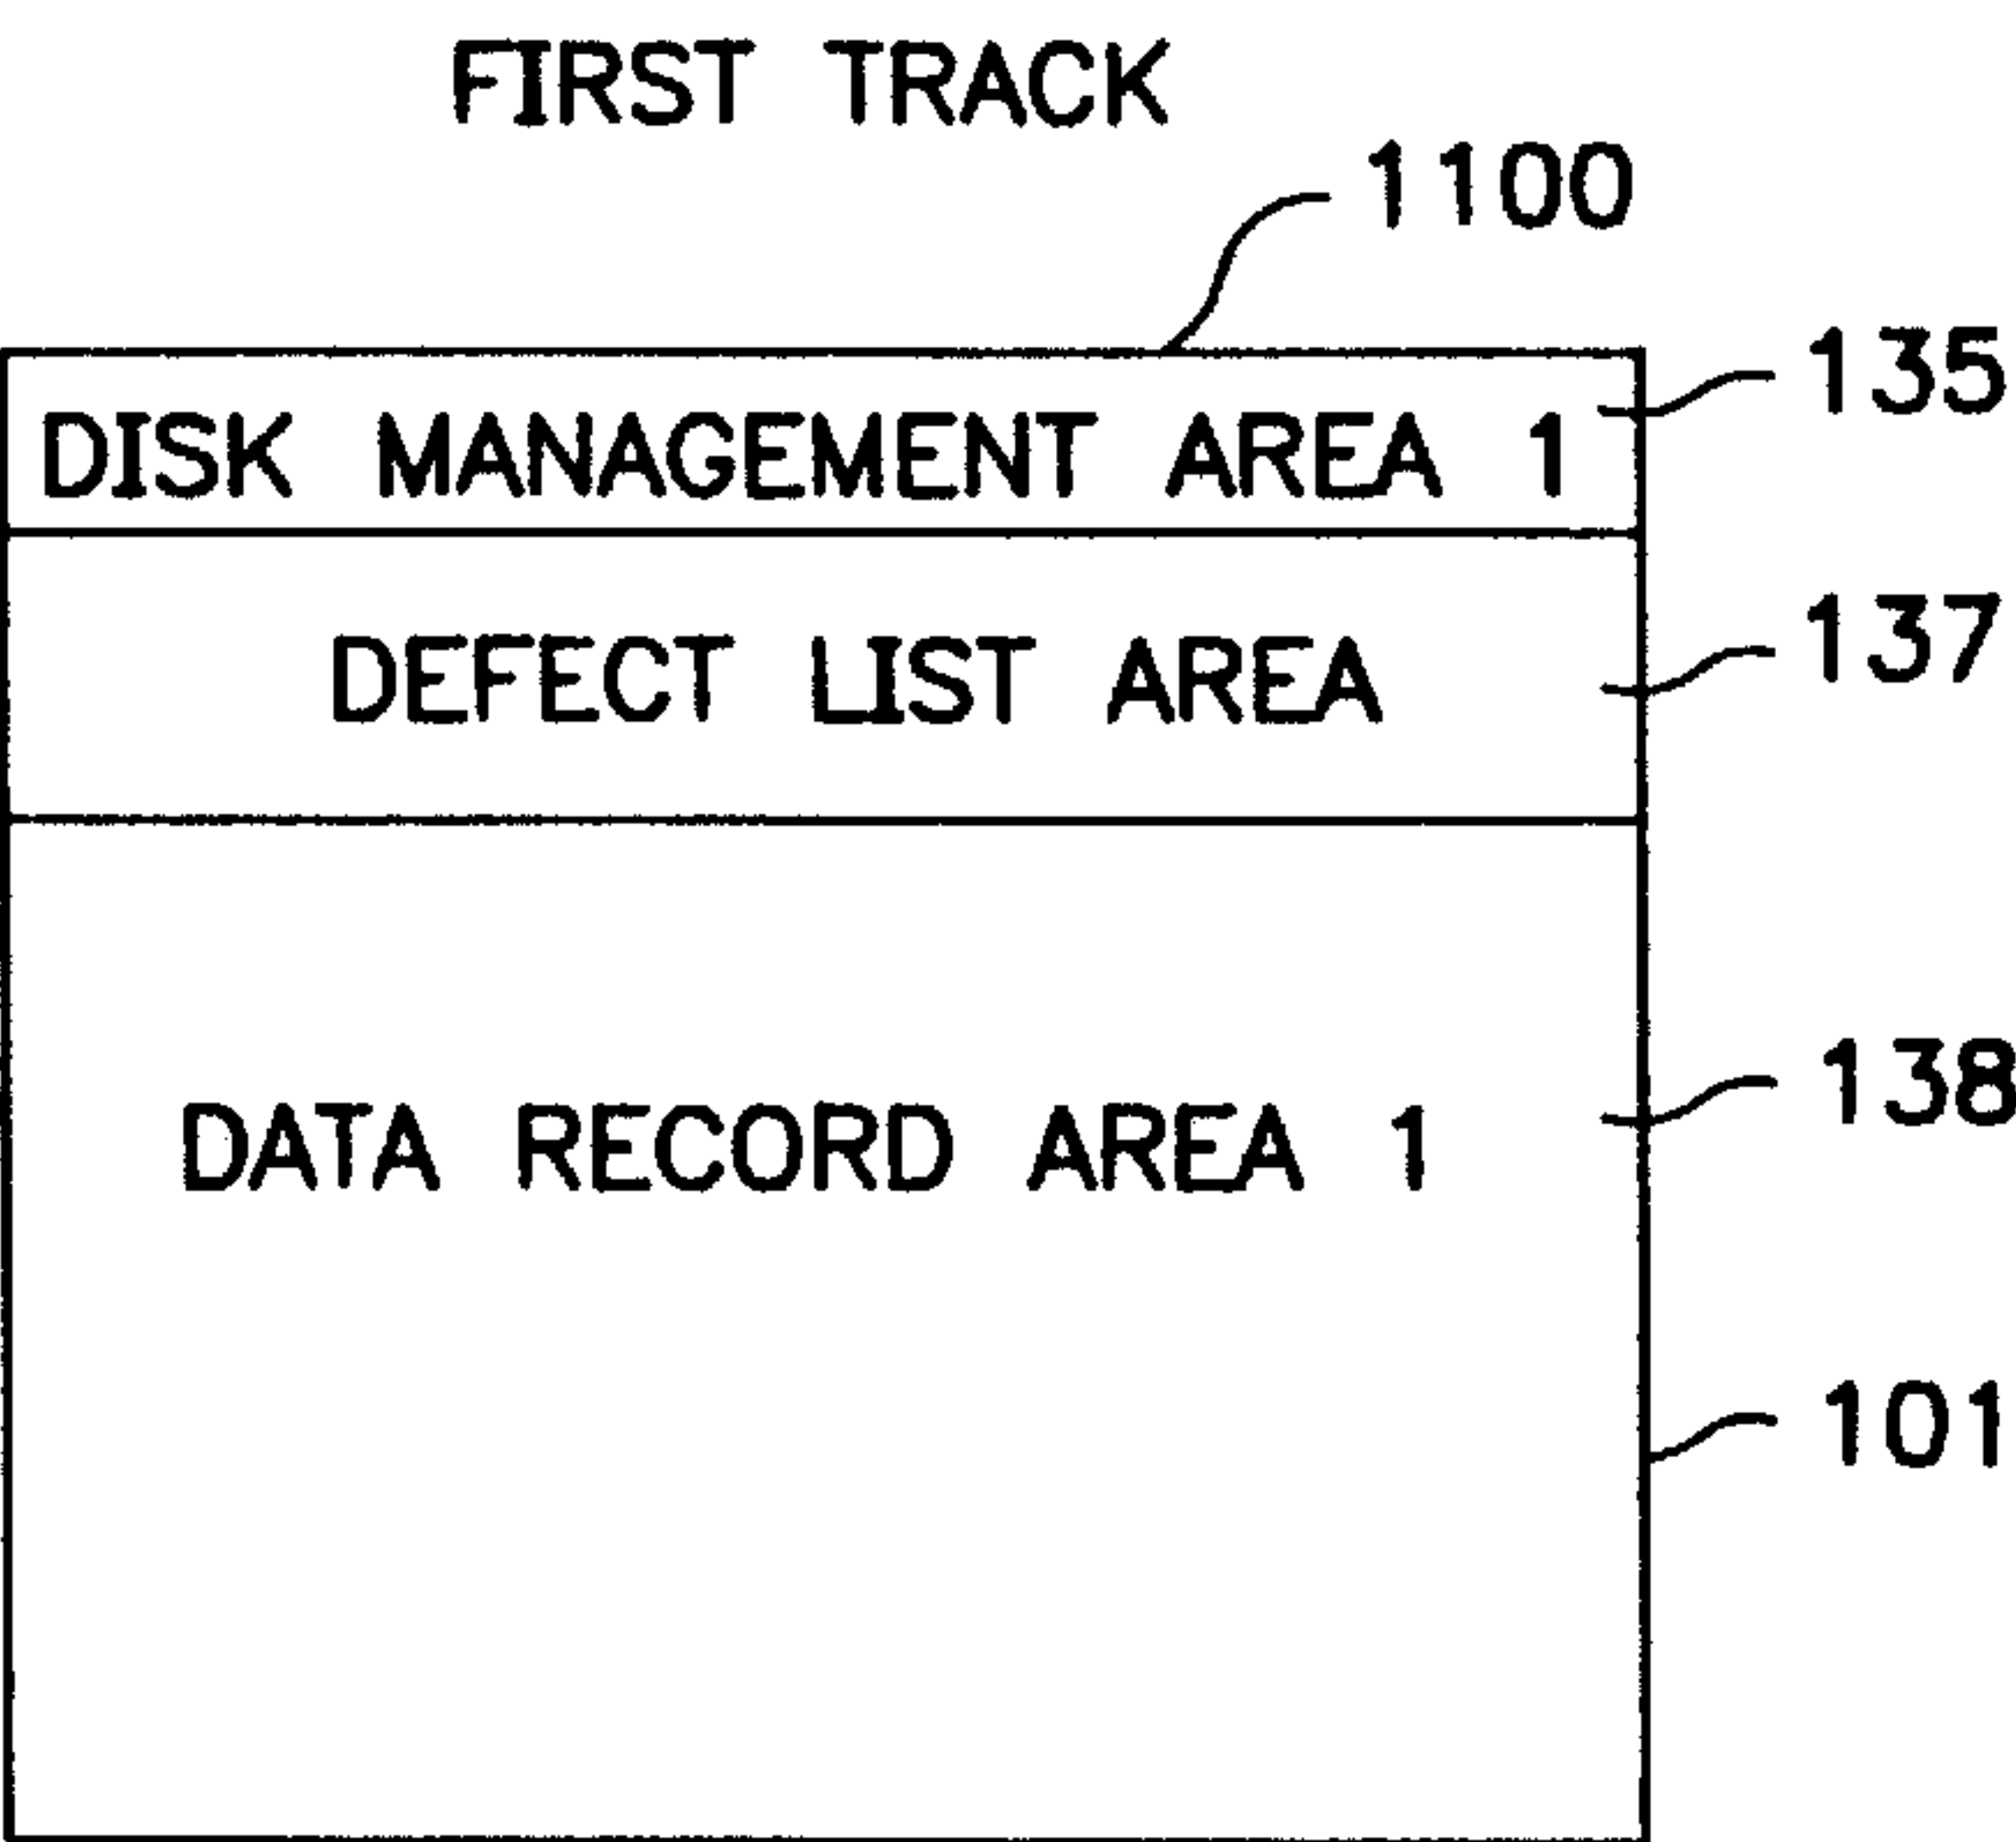 FIRST TRACK
1100
135
DISK MANAGEMENT AREA 1
137
DEFECT LIST AREA
138
DATA RECORD AREA 1
101